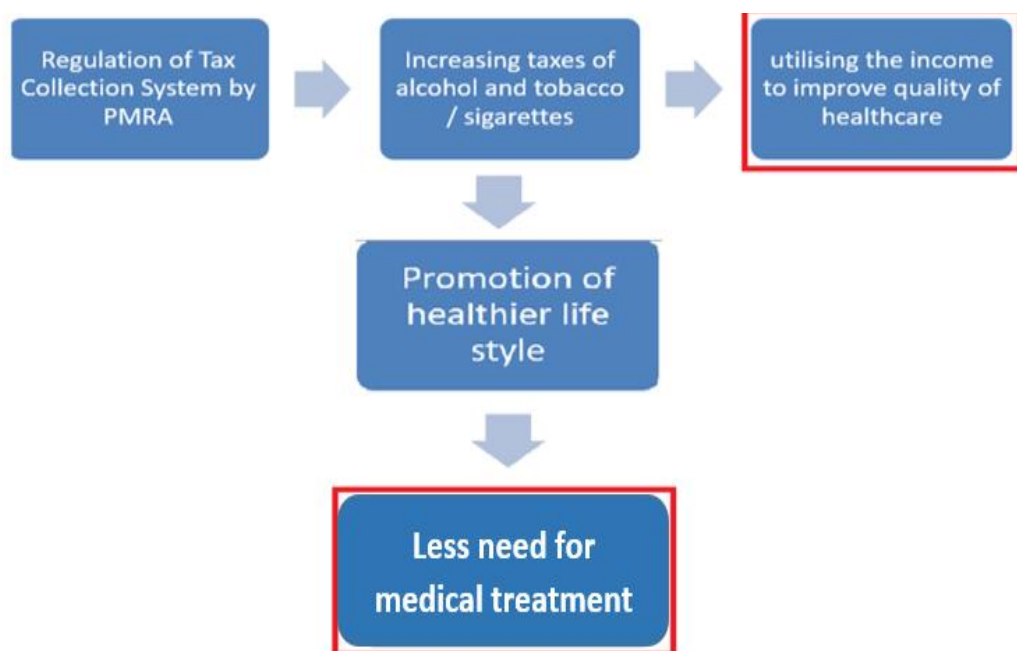 Regulation of Tax
Collection System by
PMRA
Increasing taxes of
alcohol and tobacco
/ sigarettes
utilising the income
to improve quality of
healthcare
Promotion of
healthier life
style
Less need for
medical treatment